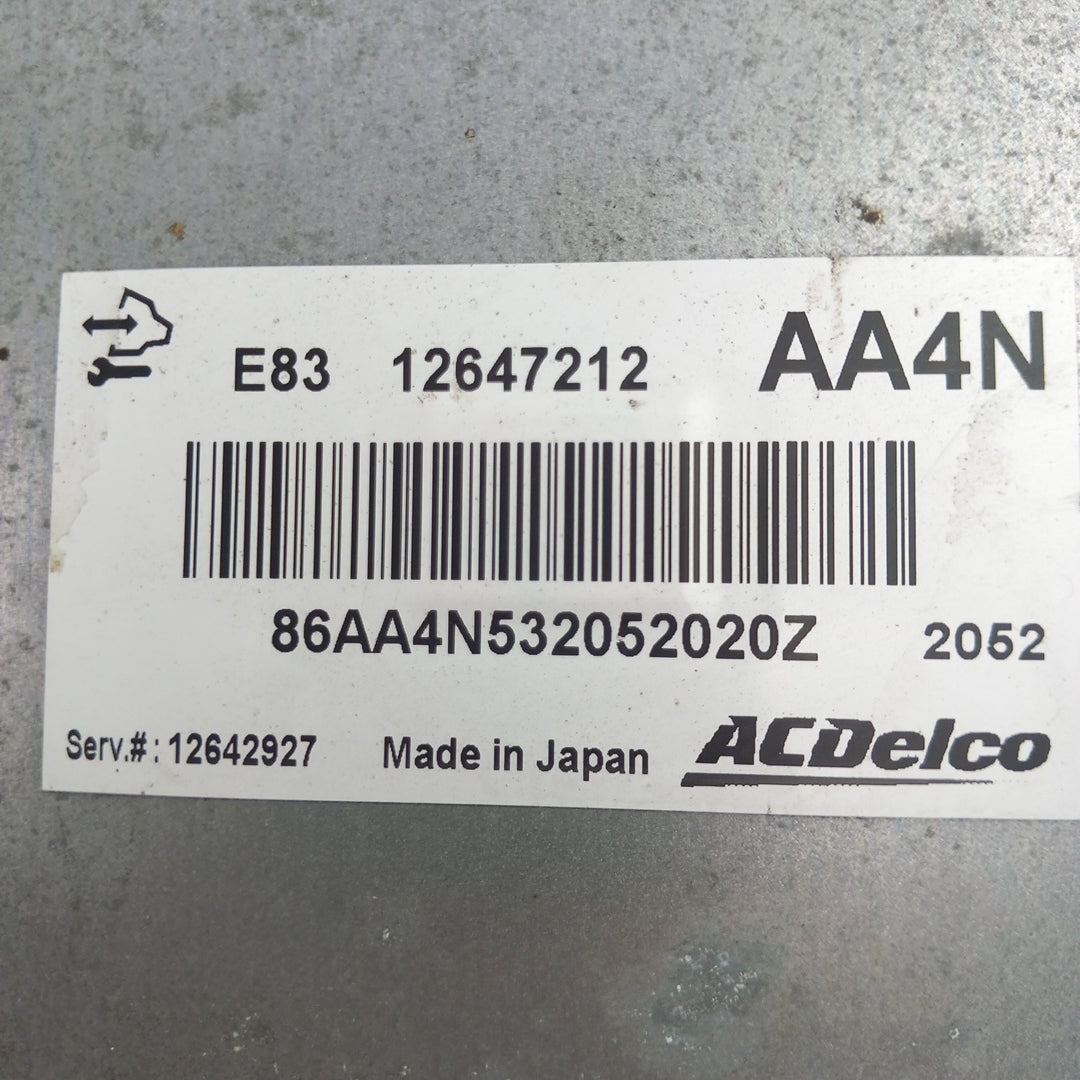 E83 12647212 AA4N
86AA4N532052020Z 2052
Serv.#: 12642927 Made in Japan ACDelco